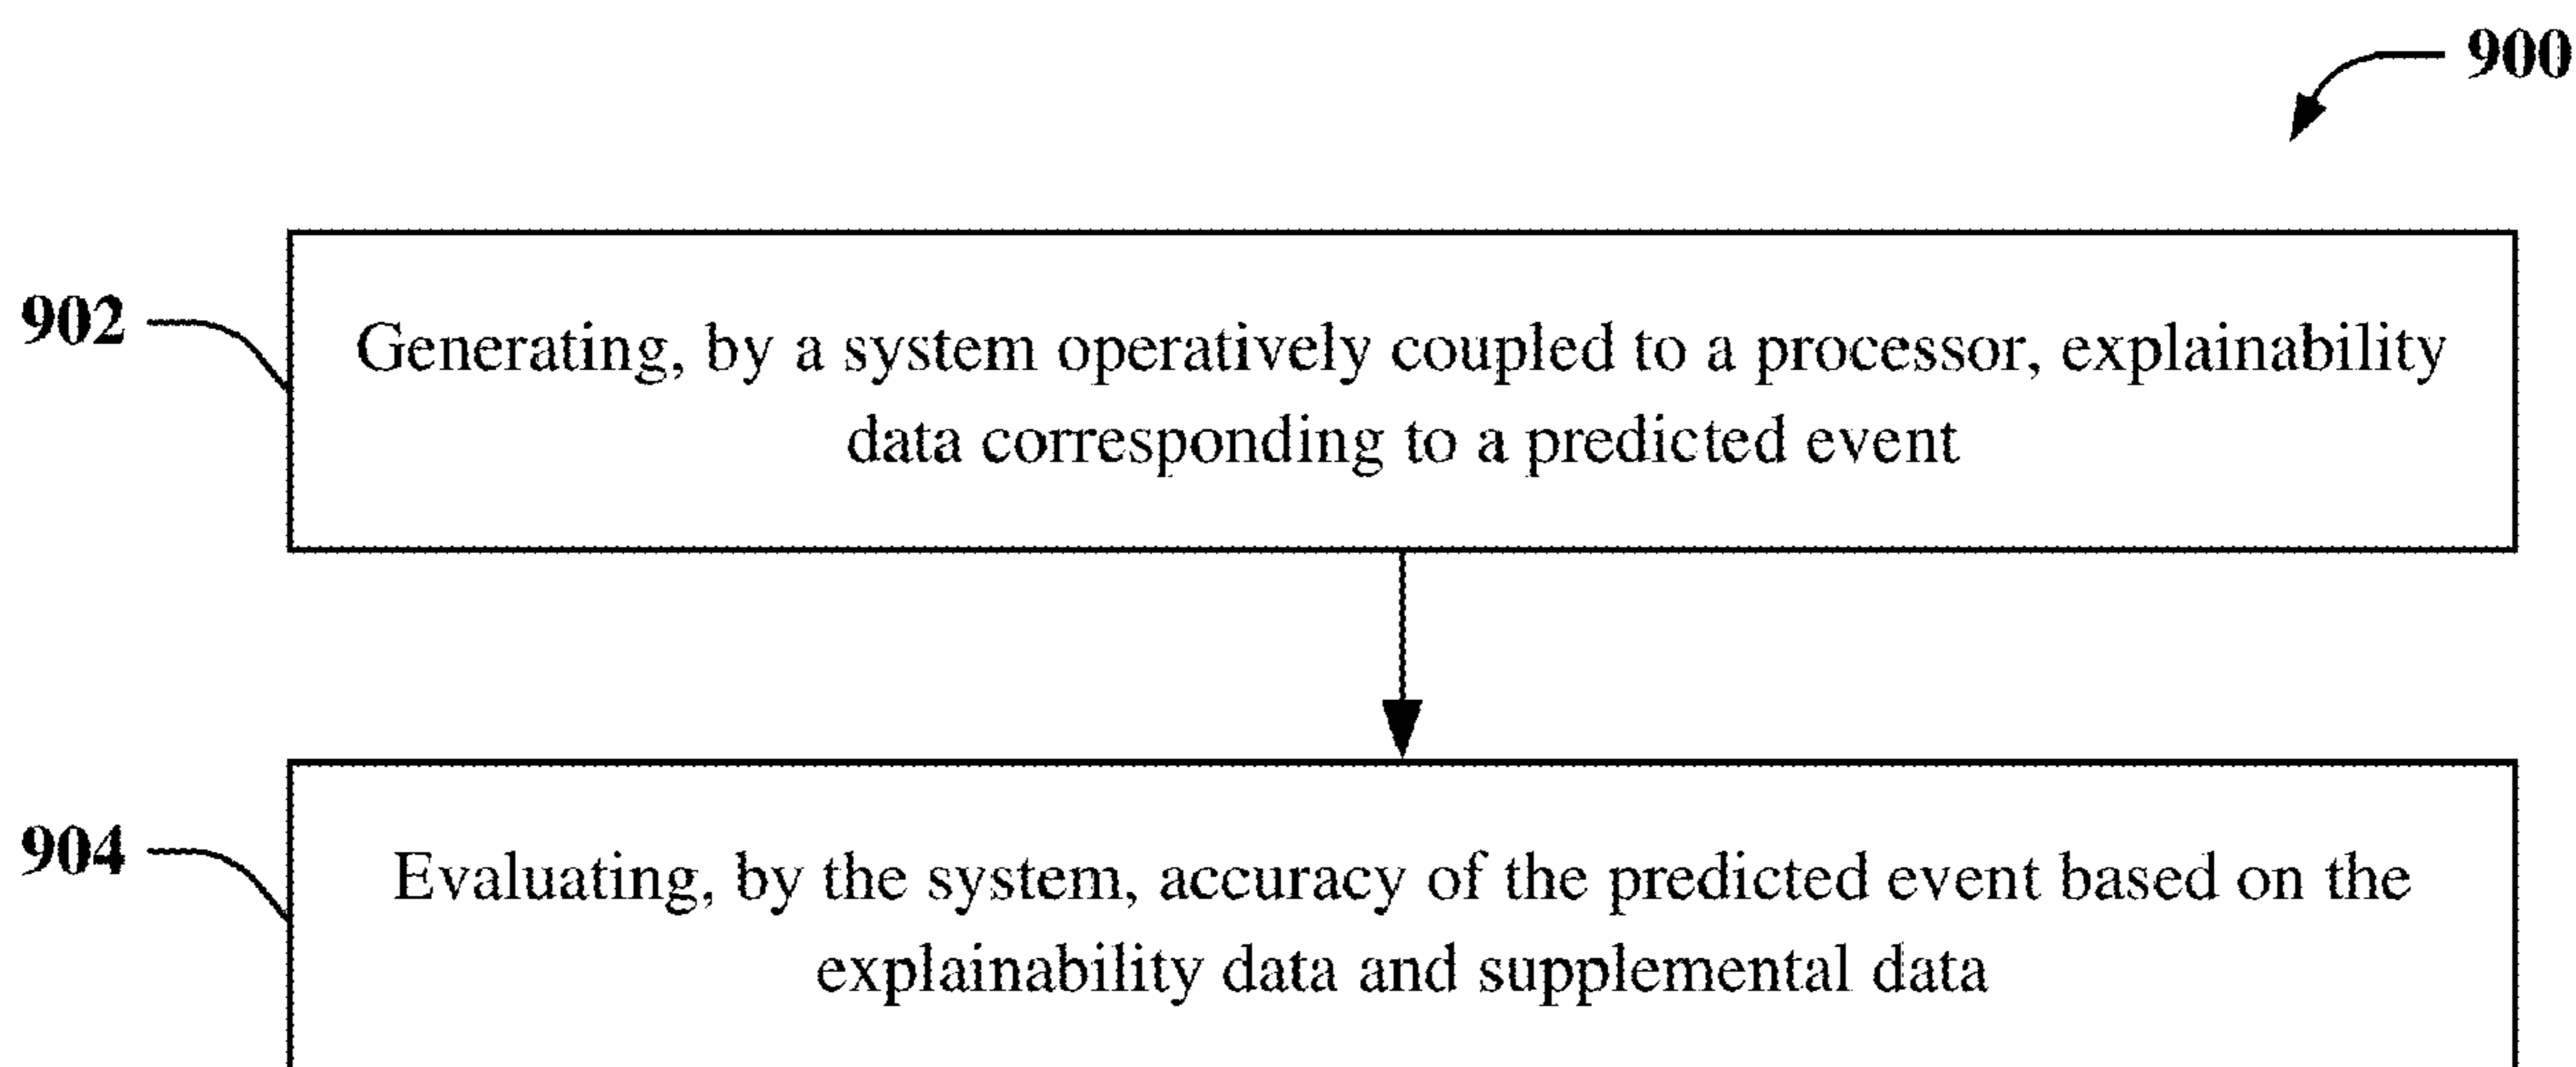 900
902
Generating, by a system operatively coupled to a processor, explainability
data corresponding to a predicted event
904
Evaluating, by the system, accuracy of the predicted event based on the
explainability data and supplemental data